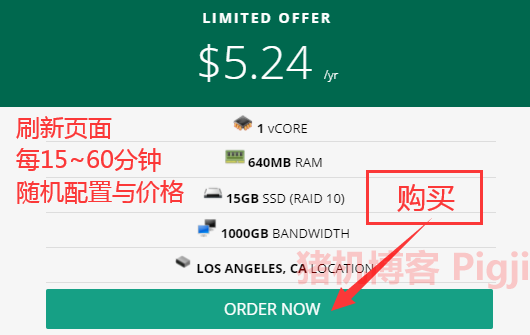 LIMITED OFFER
$5.24 /yr
刷新页面
每15~60分钟
随机配置与价格
1 vCORE
640MB RAM
15GB SSD (RAID 10)
1000GB BANDWIDTH
LOS ANGELES, CA LOCATION
购买
猪机博客 Pigji
ORDER NOW